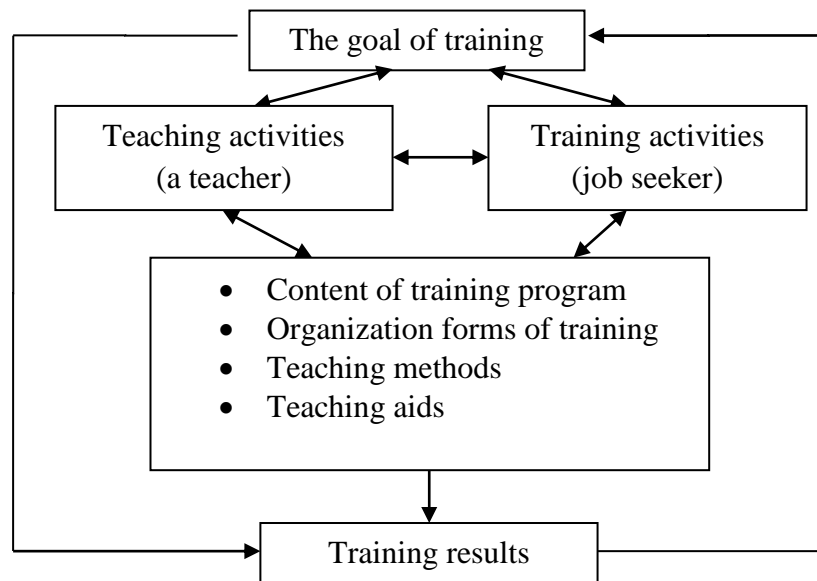 The goal of training
Teaching activities
(a teacher)
Training activities
(job seeker)
• Content of training program
• Organization forms of training
• Teaching methods
• Teaching aids
Training results